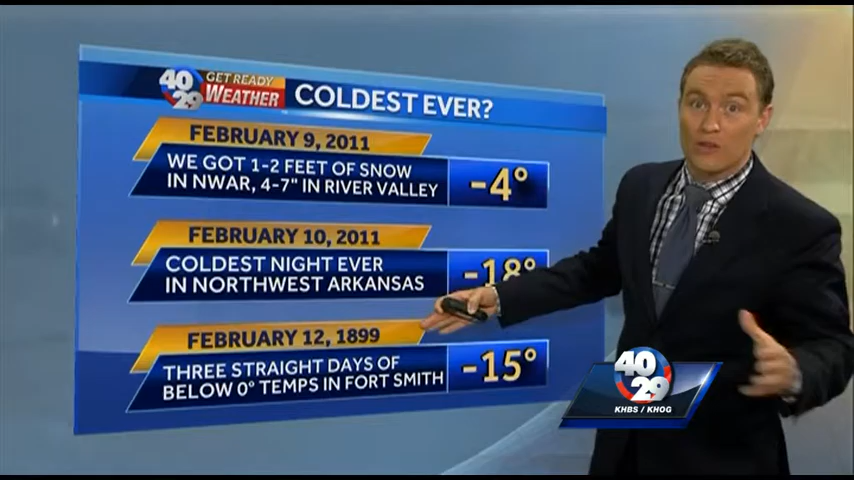 40 29 GET READY WEATHER COLDEST EVER?
FEBRUARY 9, 2011
WE GOT 1-2 FEET OF SNOW
IN NWAR, 4-7" IN RIVER VALLEY
-4°
FEBRUARY 10, 2011
COLDEST NIGHT EVER
IN NORTHWEST ARKANSAS
-18°
FEBRUARY 12, 1899
THREE STRAIGHT DAYS OF
BELOW 0° TEMPS IN FORT SMITH
-15°
40
29
KHBS / KHOG